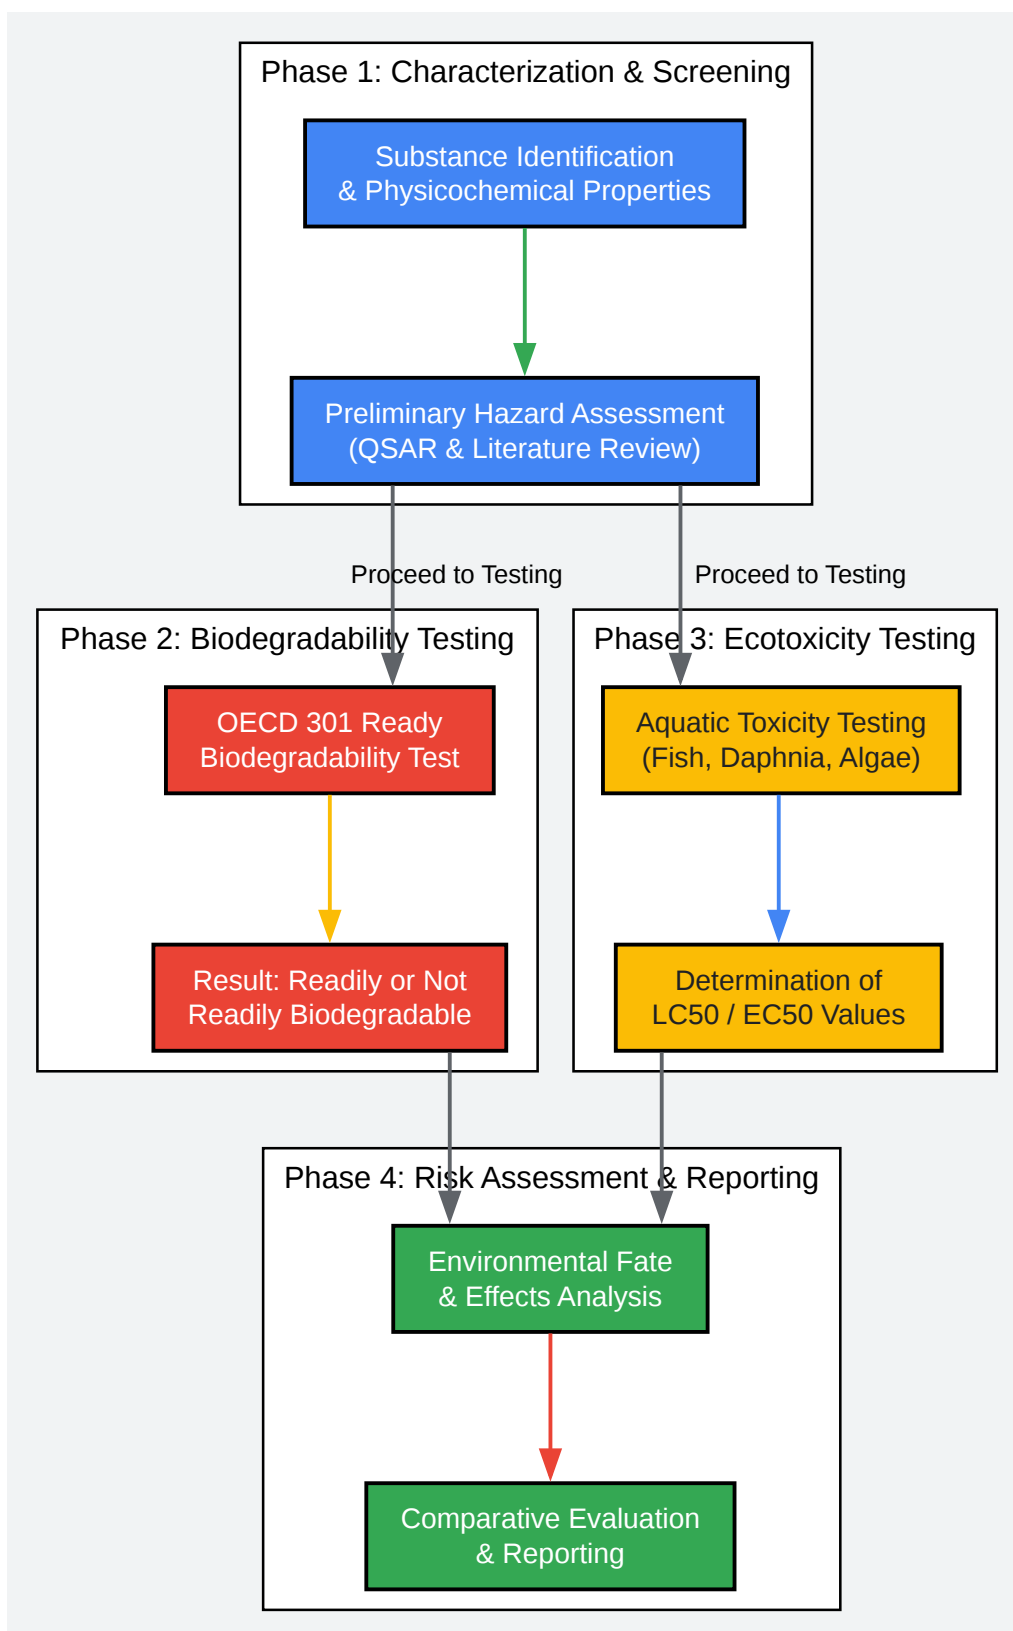 Phase 1: Characterization & Screening
Substance Identification
& Physicochemical Properties
Preliminary Hazard Assessment
(QSAR & Literature Review)
Proceed to Testing
Proceed to Testing
Phase 2: Biodegradability Testing
OECD 301 Ready
Biodegradability Test
Result: Readily or Not
Readily Biodegradable
Phase 3: Ecotoxicity Testing
Aquatic Toxicity Testing
(Fish, Daphnia, Algae)
Determination of
LC50 / EC50 Values
Phase 4: Risk Assessment & Reporting
Environmental Fate
& Effects Analysis
Comparative Evaluation
& Reporting